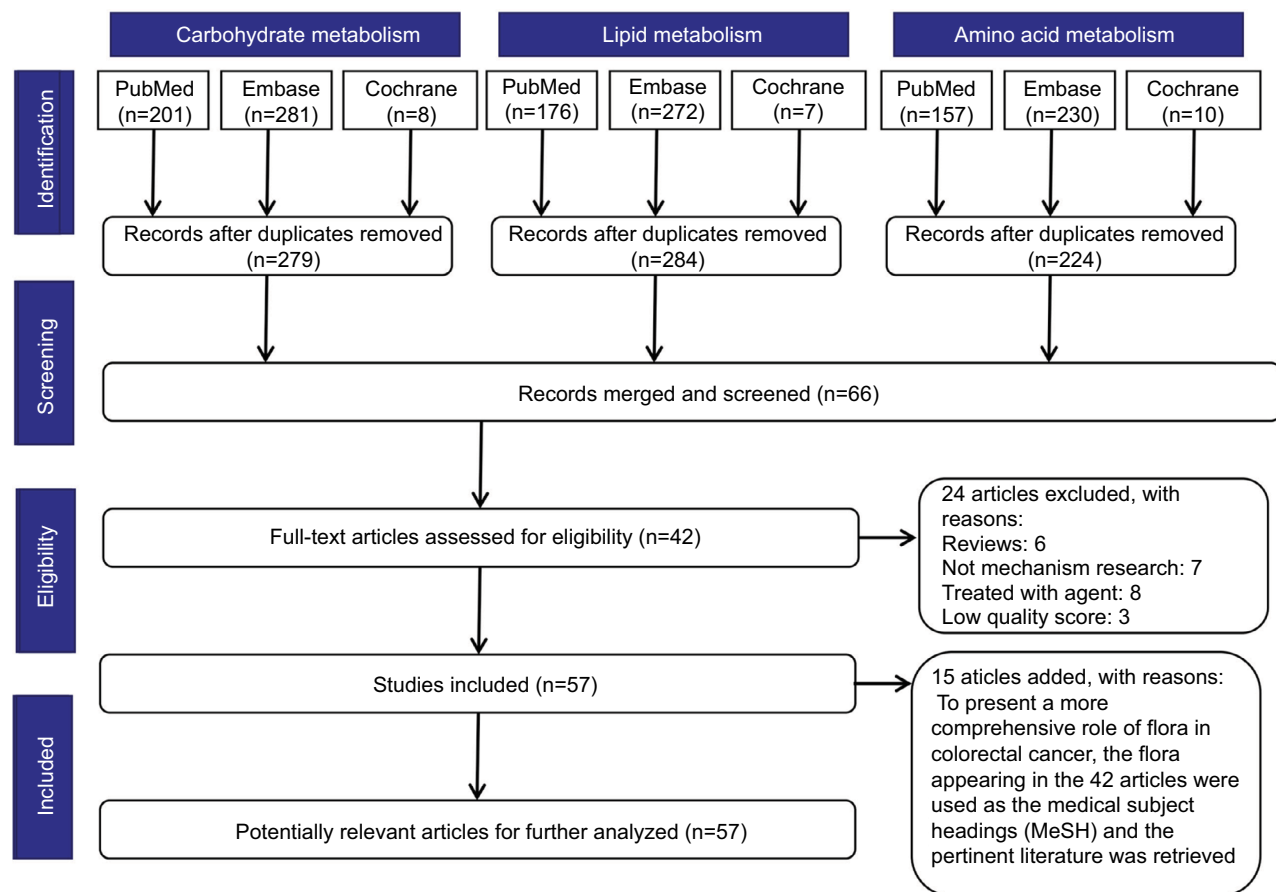 Carbohydrate metabolism
Lipid metabolism
Amino acid metabolism
Identification
PubMed
(n=201)
Embase
(n=281)
Cochrane
(n=8)
PubMed
(n=176)
Embase
(n=272)
Cochrane
(n=7)
PubMed
(n=157)
Embase
(n=230)
Cochrane
(n=10)
Records after duplicates removed
(n=279)
Records after duplicates removed
(n=284)
Records after duplicates removed
(n=224)
Screening
Records merged and screened (n=66)
Eligibility
Full-text articles assessed for eligibility (n=42)
24 articles excluded, with
reasons:
Reviews: 6
Not mechanism research: 7
Treated with agent: 8
Low quality score: 3
Studies included (n=57)
15 aticles added, with reasons:
To present a more
comprehensive role of flora in
colorectal cancer, the flora
appearing in the 42 articles were
used as the medical subject
headings (MeSH) and the
pertinent literature was retrieved
Included
Potentially relevant articles for further analyzed (n=57)